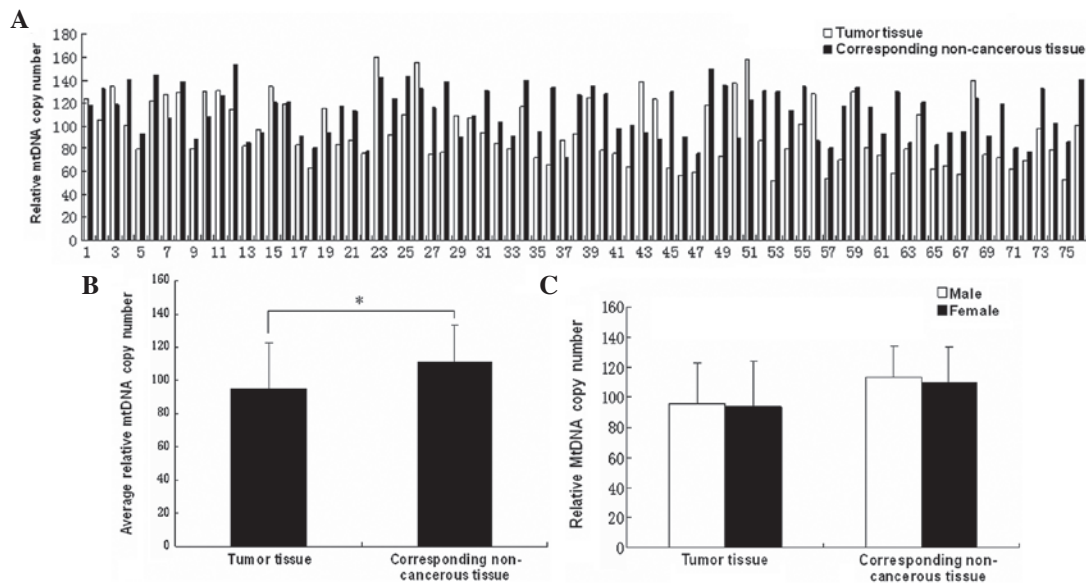 A
Relative mtDNA copy number
180
160
140
120
100
80
60
40
20
0
Tumor tissue
Corresponding non-cancerous tissue
1 3 5 7 9 11 13 15 17 19 21 23 25 27 29 31 33 35 37 39 41 43 45 47 49 51 53 55 57 59 61 63 65 67 69 71 73 75
B
Average relative mtDNA copy number
160
140
120
100
80
60
40
20
0
*
Tumor tissue
Corresponding non-
cancerous tissue
C
Relative MtDNA copy number
160
140
120
100
80
60
40
20
0
Male
Female
Tumor tissue
Corresponding non-
cancerous tissue